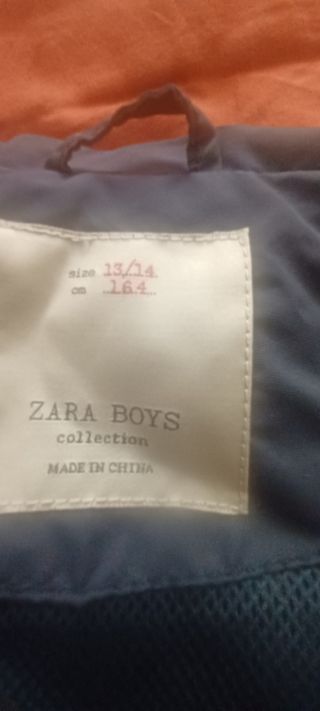 size 13/14
cm 164
ZARA BOYS
collection
MADE IN CHINA